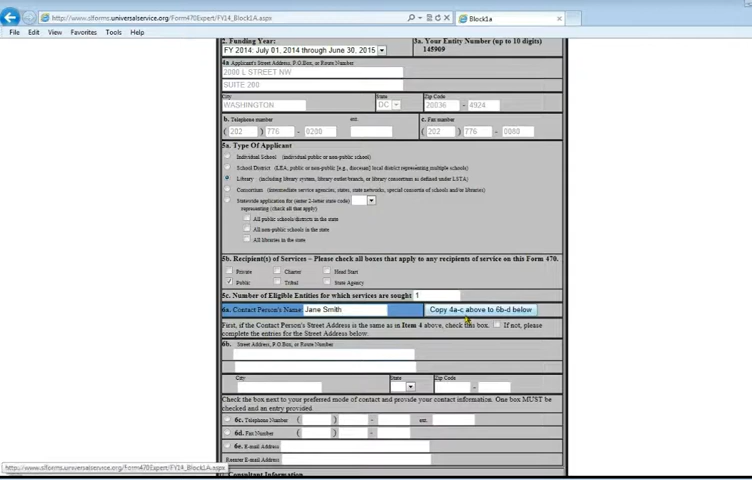 http://www.slforms.universalservice.org/Form470Expert/FY14_Block1a.aspx
Block1a
File Edit View Favorites Tools Help
2. Funding Year:
3a. Your Entity Number (up to 10 digits)
FY 2014: July 01, 2014 through June 30, 2015
145909
4a Applicant's Street Address, P.O.Box, or Route Number
2000 L STREET NW
SUITE 200
City State Zip Code
WASHINGTON DC 20036 - 4924
b. Telephone number ext. c. Fax number
( 202 ) 776 - 0200 ( 202 ) 776 - 0080
5a. Type Of Applicant
Individual School (individual public or non-public school)
School District (LEA; public or non-public [e.g., diocesan] local district representing multiple schools)
Library (including library system, library outlet/branch, or library consortium as defined under LSTA)
Consortium (intermediate service agencies, states, state networks, special consortia of schools and/or libraries)
Statewide application for (enter 2-letter state code)
representing (check all that apply)
All public schools/districts in the state
All non-public schools in the state
All libraries in the state
5b. Recipient(s) of Services - Please check all boxes that apply to any recipients of service on this Form 470.
Private Charter Head Start
Public Tribal State Agency
5c. Number of Eligible Entities for which services are sought 1
6a. Contact Person's Name: Jane Smith Copy 4a-c above to 6b-d below
First, if the Contact Person's Street Address is the same as in Item 4 above, check this box. If not, please
complete the entries for the Street Address below.
6b. Street Address, P.O.Box, or Route Number
City State Zip Code
Check the box next to your preferred mode of contact and provide your contact information. One box MUST be
checked and an entry provided.
6c. Telephone Number ( ) - ext.
6d. Fax Number ( ) -
6e. E-mail Address
Reenter E-mail Address
http://www.slforms.universalservice.org/Form470Expert/FY14_Block1A.aspx
Consultant Information